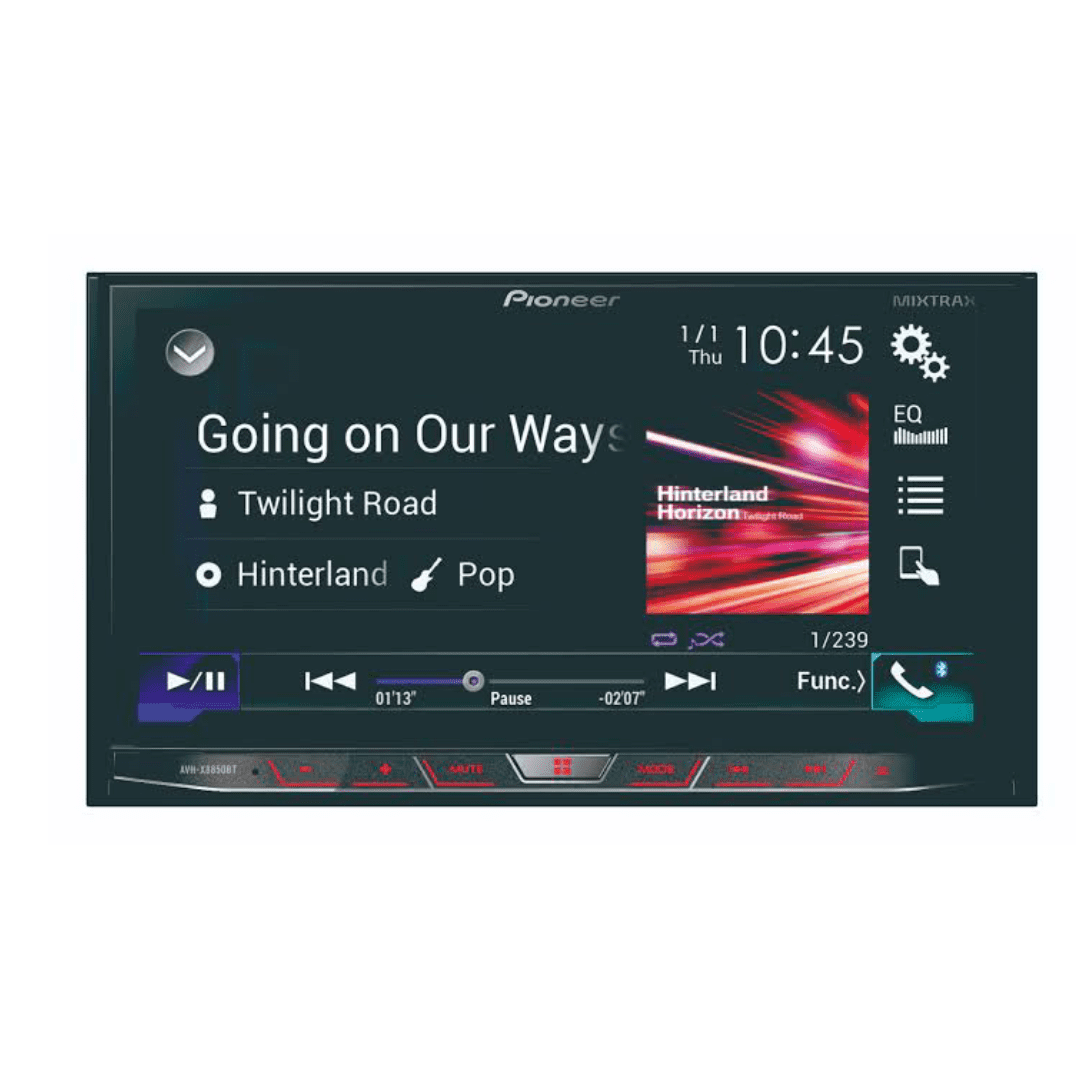 Pioneer
MIXTRAX
1/1
Thu
10:45
EQ
Going on Our Ways
Twilight Road
Hinterland
Pop
Hinterland
Horizon Twilight Road
1/239
01'13"
Pause
-02'07"
Func.
AVH-X8850BT
MUTE
MODE